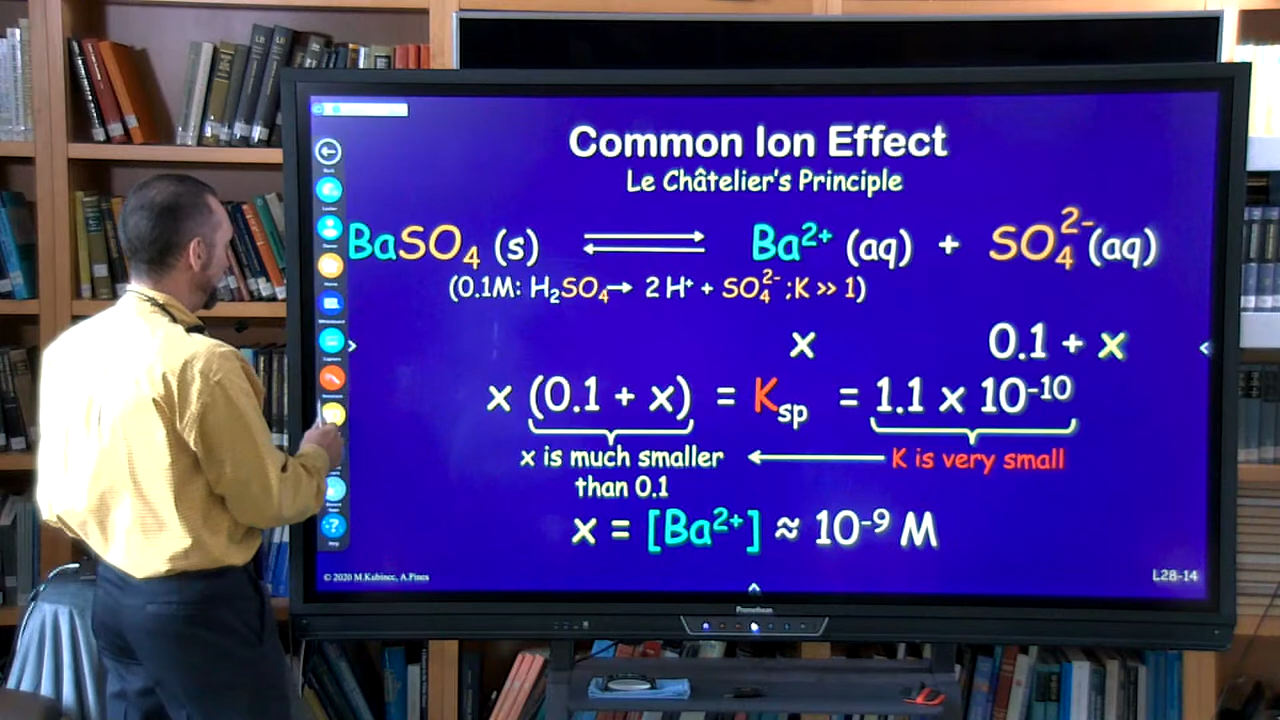 Common Ion Effect
Le Châtelier's Principle
BaSO₄ (s) ⇌ Ba²⁺ (aq) + SO₄²⁻ (aq)
(0.1M: H₂SO₄→ 2 H⁺ + SO₄²⁻ ;K >> 1)
x 0.1 + x
x (0.1 + x) = Ksp = 1.1 x 10⁻¹⁰
x is much smaller ← K is very small
than 0.1
x = [Ba²⁺] ≈ 10⁻⁹ M
© 2020 M.Kubinec, A.Pines L28-14
Promethean